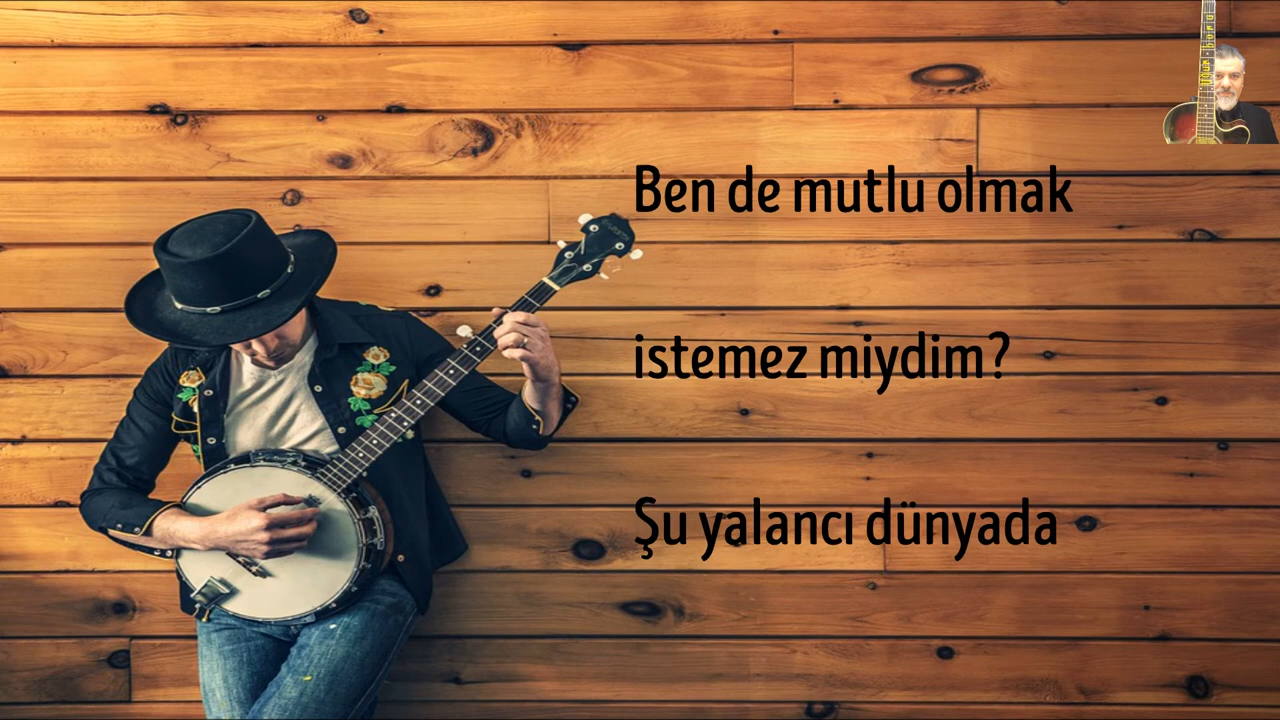 Ben de mutlu olmak
istemez miydim?
Şu yalancı dünyada